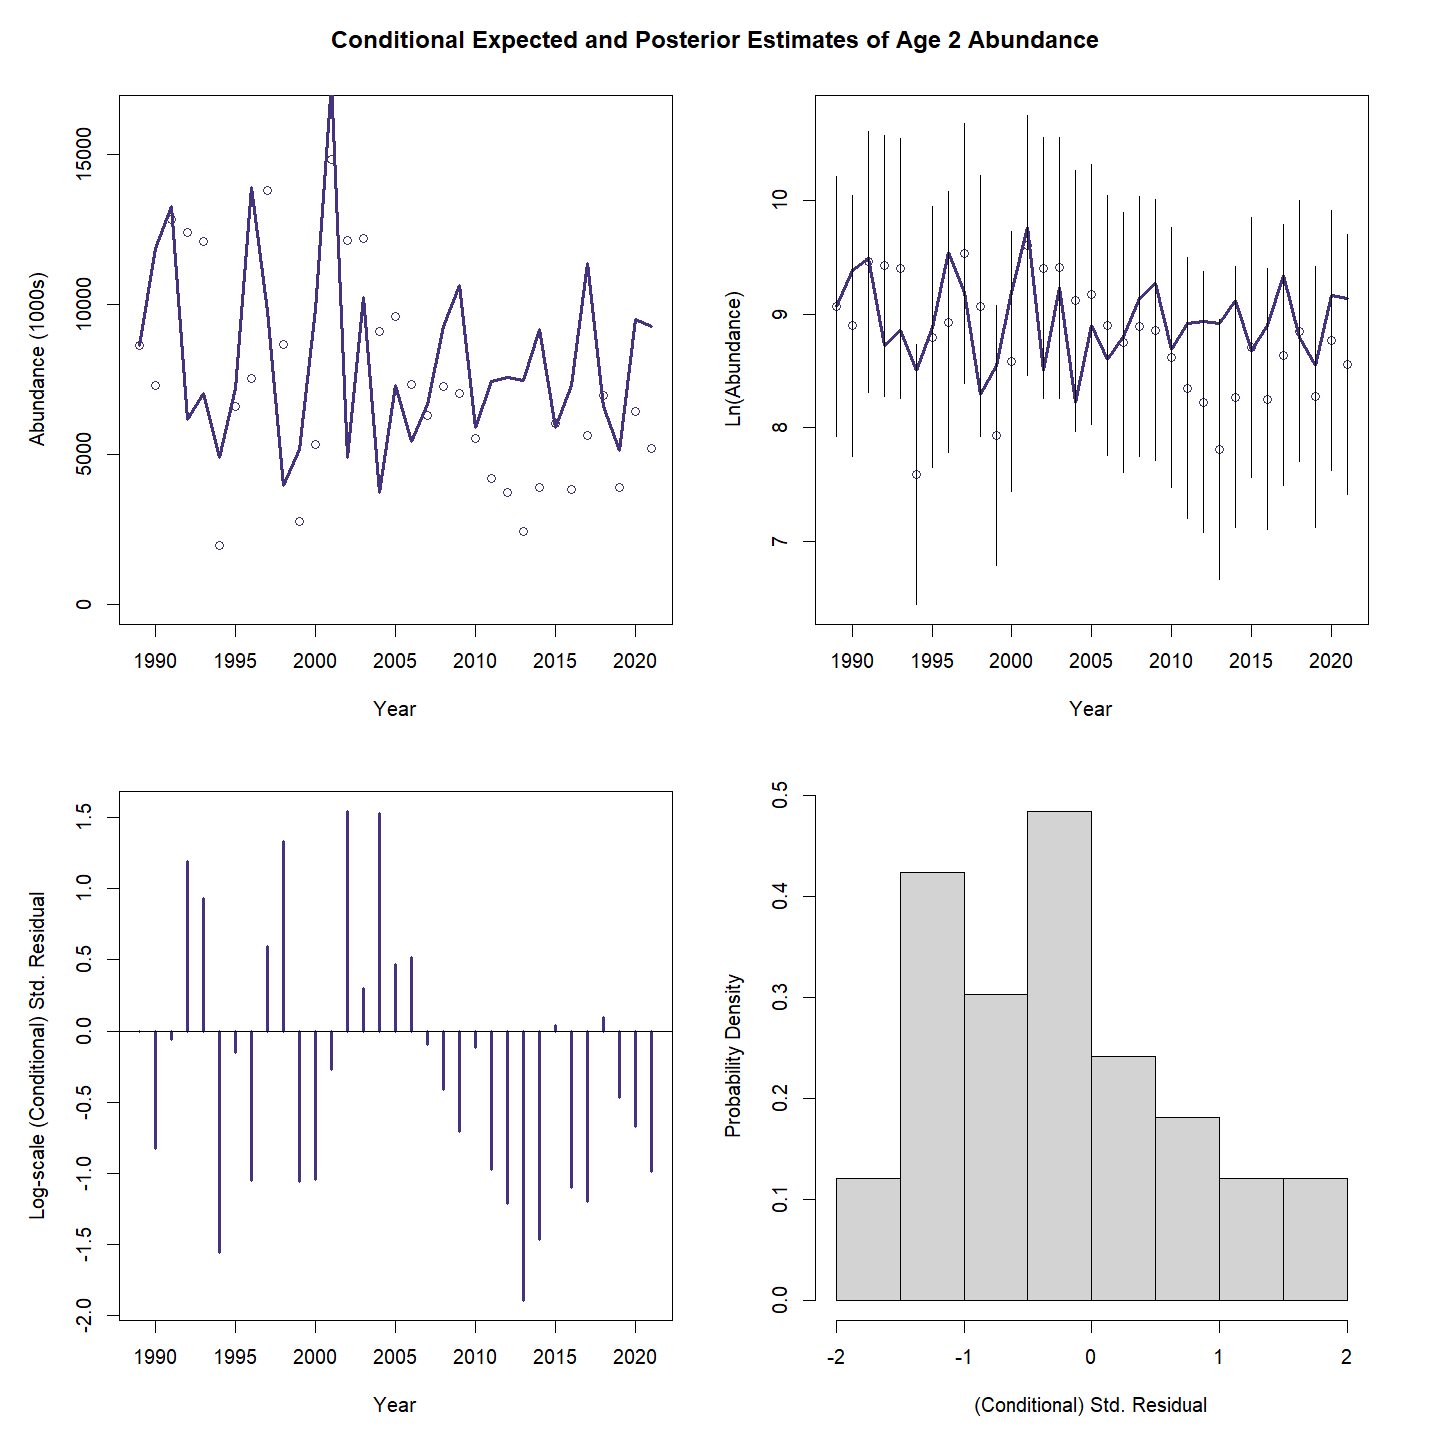 Conditional Expected and Posterior Estimates of Age 2 Abundance
Abundance (1000s)
0 5000 10000 15000
1990 1995 2000 2005 2010 2015 2020
Year
Ln(Abundance)
7 8 9 10
1990 1995 2000 2005 2010 2015 2020
Year
Log-scale (Conditional) Std. Residual
-2.0 -1.5 -1.0 -0.5 0.0 0.5 1.0 1.5
1990 1995 2000 2005 2010 2015 2020
Year
Probability Density
0.0 0.1 0.2 0.3 0.4 0.5
-2 -1 0 1 2
(Conditional) Std. Residual